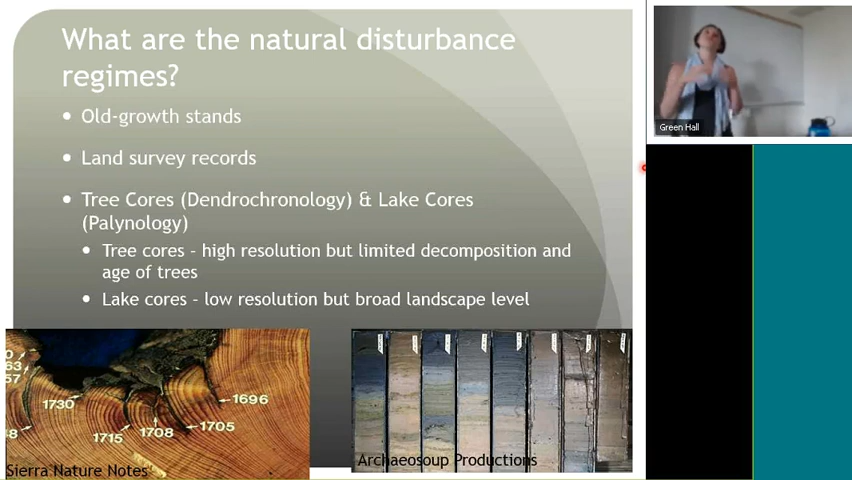 What are the natural disturbance
regimes?
Old-growth stands
Land survey records
Tree Cores (Dendrochronology) & Lake Cores
(Palynology)
Tree cores - high resolution but limited decomposition and
age of trees
Lake cores - low resolution but broad landscape level
63
57
1730
1696
1715
1708
1705
Sierra Nature Notes
Archaeosoup Productions
Green Hall